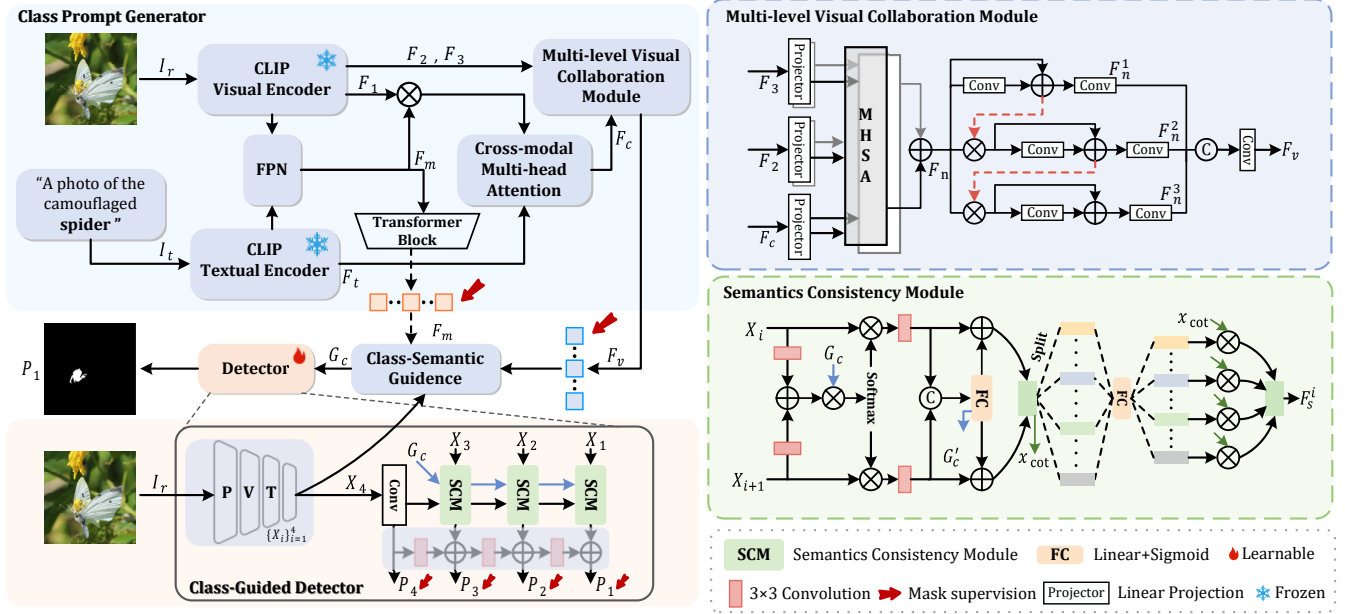 Class Prompt Generator
I_r
CLIP
Visual Encoder
F_2 , F_3
F_1
Multi-level Visual
Collaboration
Module
F_c
FPN
F_m
Cross-modal
Multi-head
Attention
“A photo of the
camouflaged
spider ”
I_t
CLIP
Textual Encoder
F_t
Transformer
Block
F_m
F_v
P_1
Detector
G_c
Class-Semantic
Guidence
I_r
P V T
{X_i}_{i=1}^4
X_4
Conv
G_c
X_3
X_2
X_1
SCM
SCM
SCM
P_4
P_3
P_2
P_1
Class-Guided Detector
Multi-level Visual Collaboration Module
F_3
F_2
F_c
Projector
Projector
Projector
MHSA
F_n
Conv
Conv
F_n^1
Conv
Conv
F_n^2
Conv
Conv
F_n^3
C
Conv
F_v
Semantics Consistency Module
X_i
X_{i+1}
G_c
Softmax
C
FC
G_c'
Split
x_cot
FC
x_cot
F_s^i
SCM
Semantics Consistency Module
FC
Linear+Sigmoid
Learnable
3×3 Convolution
Mask supervision
Projector
Linear Projection
Frozen